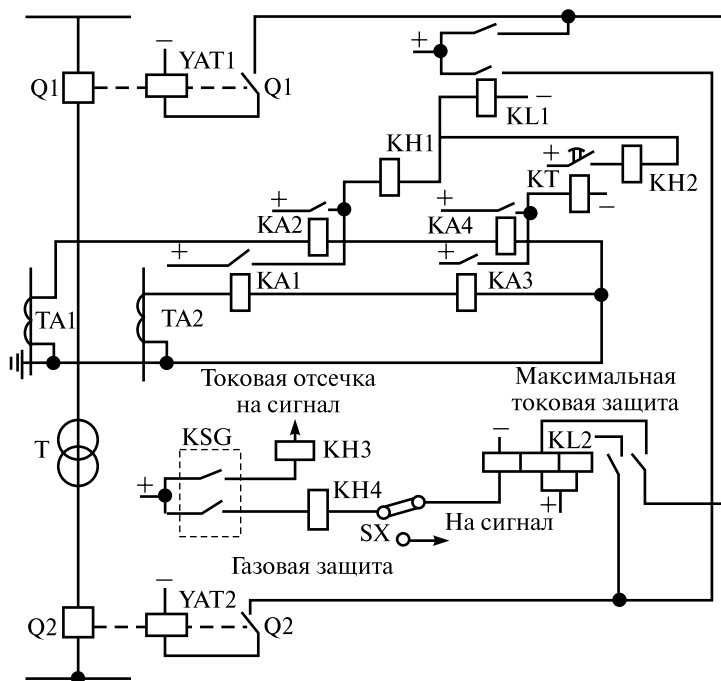 − YAT1
Q1
Q1
+
−
KL1
KH1
+
KT
KH2
−
+
KA2
+
KA4
+
KA1
+
KA3
TA1
TA2
Токовая отсечка
на сигнал
Максимальная
токовая защита
T
KSG
KH3
−
KL2
+
KH4
+
SX
На сигнал
Газовая защита
− YAT2
Q2
Q2